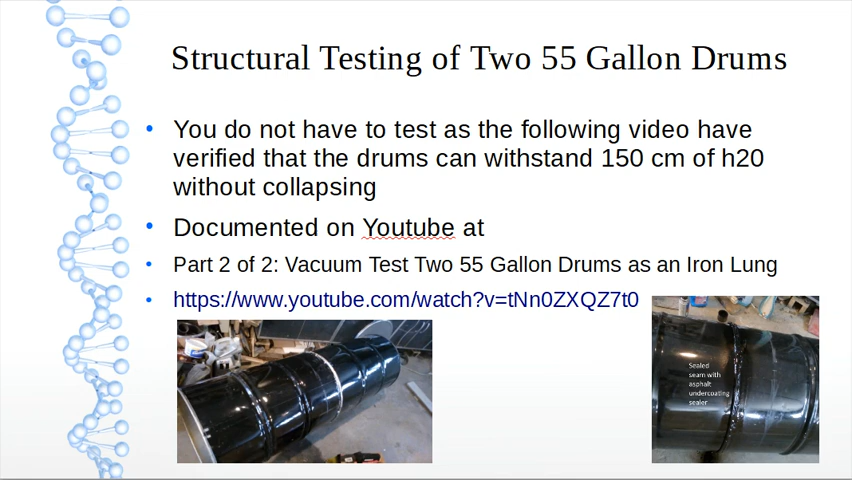 Structural Testing of Two 55 Gallon Drums
You do not have to test as the following video have
verified that the drums can withstand 150 cm of h20
without collapsing
Documented on Youtube at
Part 2 of 2: Vacuum Test Two 55 Gallon Drums as an Iron Lung
https://www.youtube.com/watch?v=tNn0ZXQZ7t0
Sealed
seam with
asphalt
undercoating
sealer